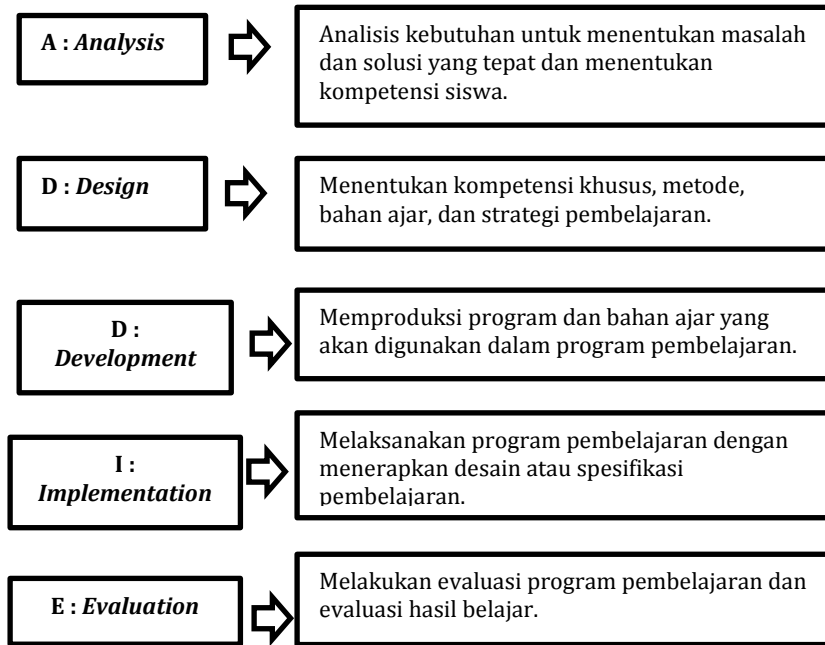 A : Analysis
Analisis kebutuhan untuk menentukan masalah
dan solusi yang tepat dan menentukan
kompetensi siswa.
D : Design
Menentukan kompetensi khusus, metode,
bahan ajar, dan strategi pembelajaran.
D :
Development
Memproduksi program dan bahan ajar yang
akan digunakan dalam program pembelajaran.
I :
Implementation
Melaksanakan program pembelajaran dengan
menerapkan desain atau spesifikasi
pembelajaran.
E : Evaluation
Melakukan evaluasi program pembelajaran dan
evaluasi hasil belajar.